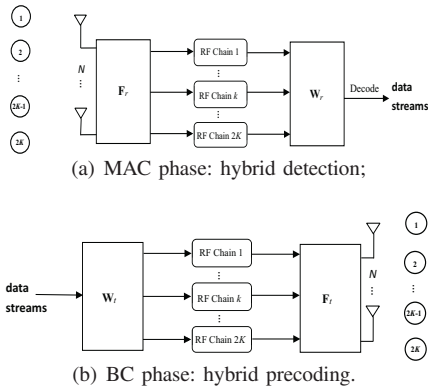 1
2
⋮
2K-1
2K
N
⋮
F_r
RF Chain 1
⋮
RF Chain k
⋮
RF Chain 2K
W_r
Decode
data
streams
(a) MAC phase: hybrid detection;
data
streams
W_t
RF Chain 1
⋮
RF Chain k
⋮
RF Chain 2K
F_t
N
⋮
1
2
⋮
2K-1
2K
(b) BC phase: hybrid precoding.